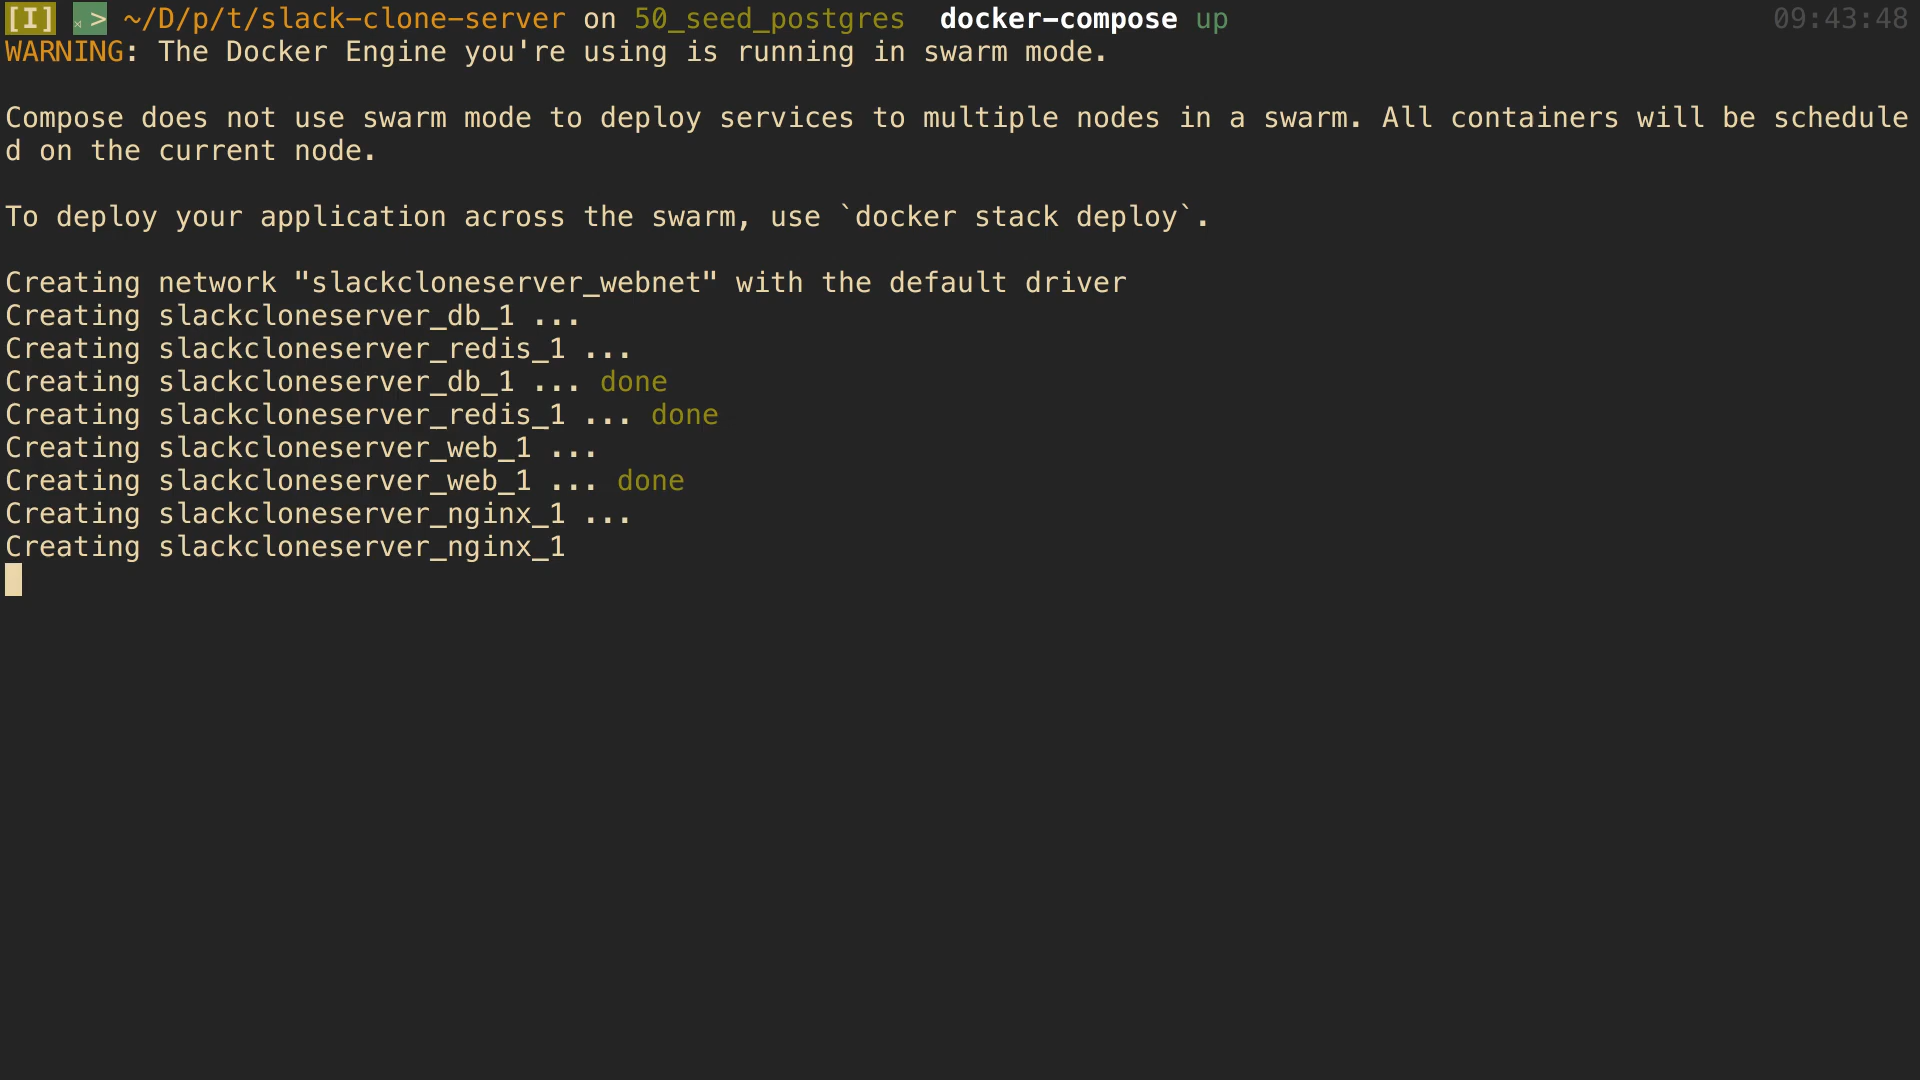 [I] > ~/D/p/t/slack-clone-server on 50_seed_postgres docker-compose up 09:43:48
WARNING: The Docker Engine you're using is running in swarm mode.
Compose does not use swarm mode to deploy services to multiple nodes in a swarm. All containers will be schedule
d on the current node.
To deploy your application across the swarm, use `docker stack deploy`.
Creating network "slackcloneserver_webnet" with the default driver
Creating slackcloneserver_db_1 ...
Creating slackcloneserver_redis_1 ...
Creating slackcloneserver_db_1 ... done
Creating slackcloneserver_redis_1 ... done
Creating slackcloneserver_web_1 ...
Creating slackcloneserver_web_1 ... done
Creating slackcloneserver_nginx_1 ...
Creating slackcloneserver_nginx_1